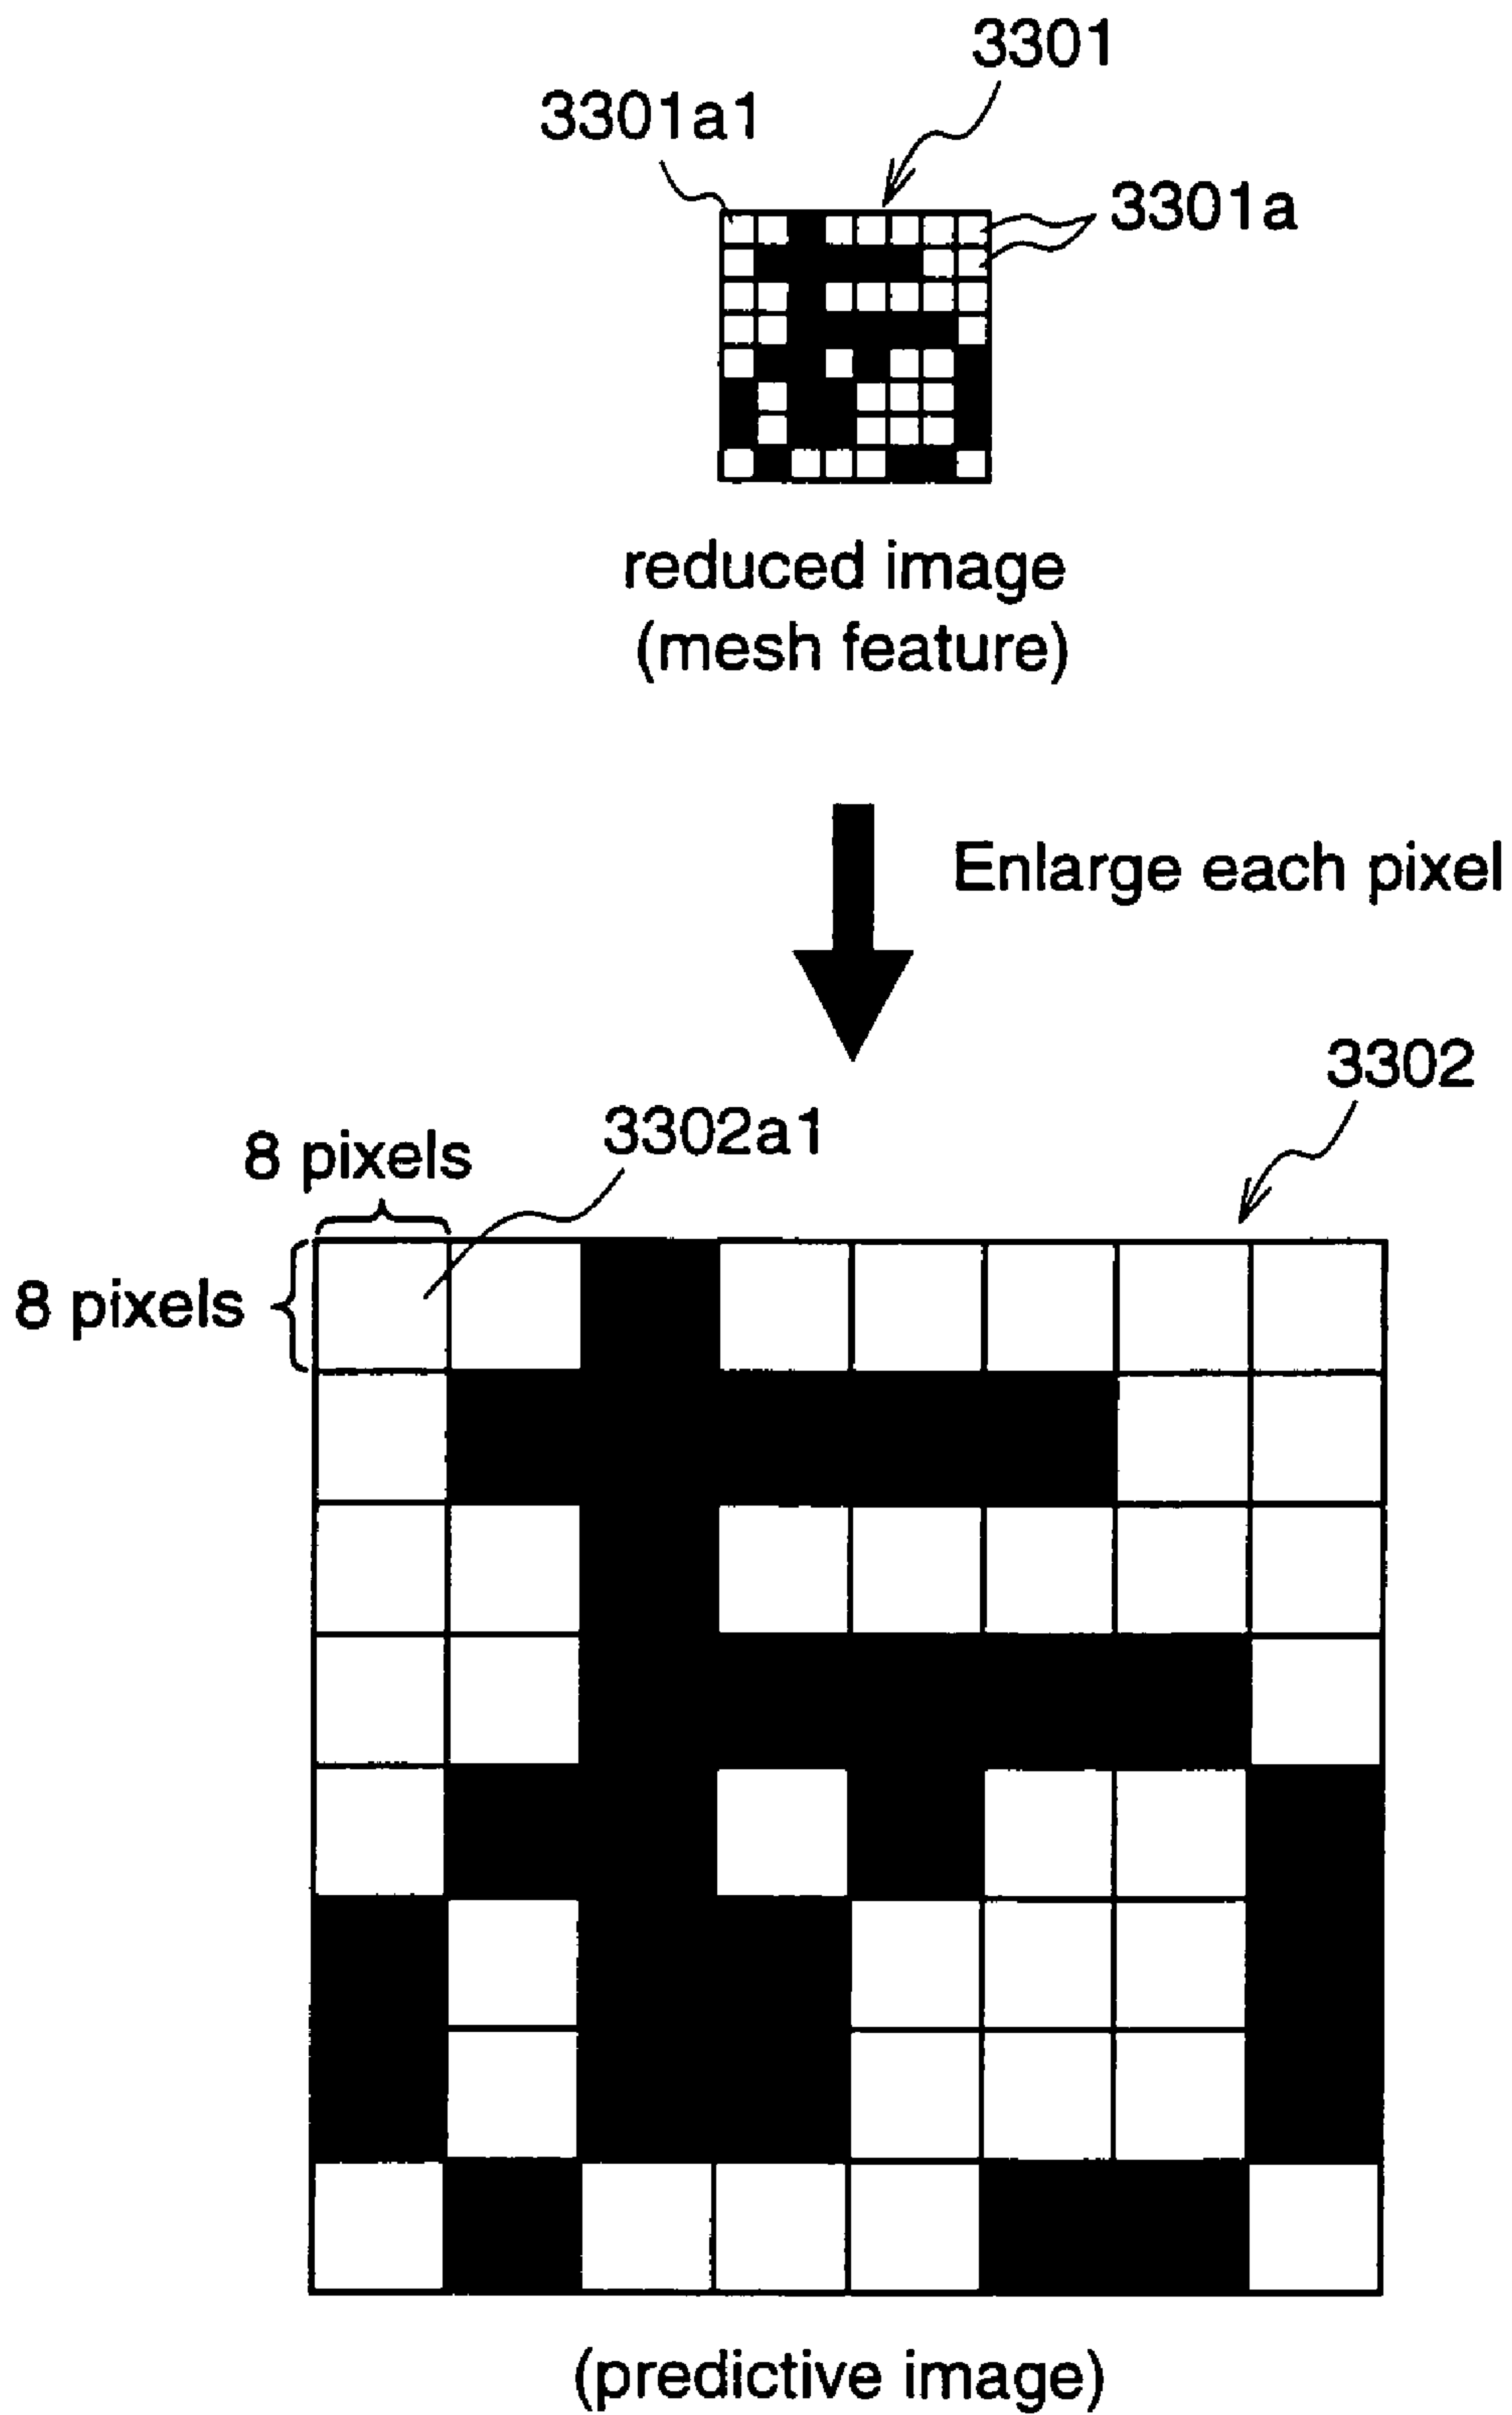 3301
3301a1
3301a
reduced image
(mesh feature)
Enlarge each pixel
3302
3302a1
8 pixels
8 pixels
(predictive image)